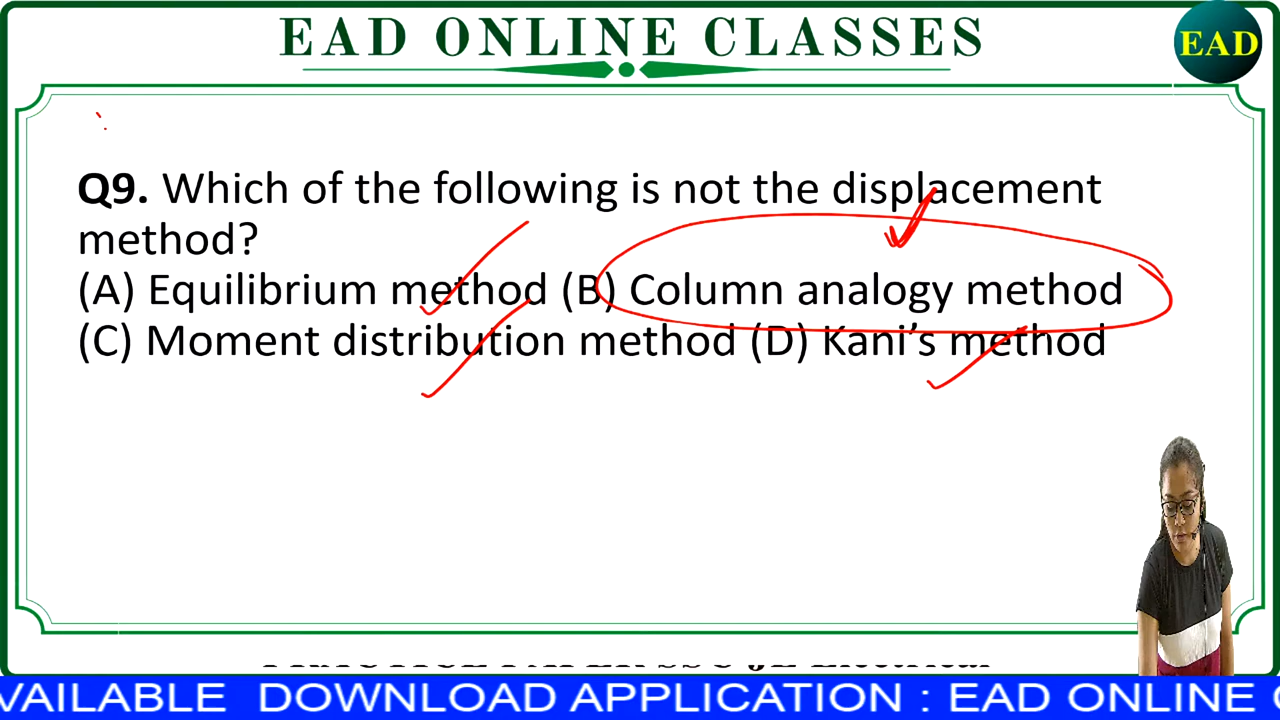 EAD ONLINE CLASSES
EAD
Q9. Which of the following is not the displacement
method?
(A) Equilibrium method (B) Column analogy method
(C) Moment distribution method (D) Kani’s method
VAILABLE DOWNLOAD APPLICATION : EAD ONLINE